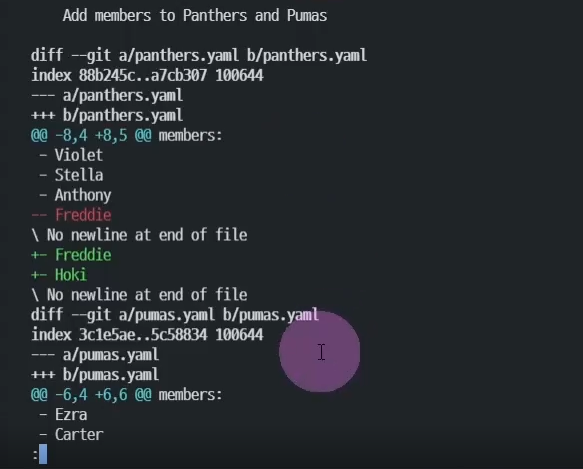 Add members to Panthers and Pumas
diff --git a/panthers.yaml b/panthers.yaml
index 88b245c..a7cb307 100644
--- a/panthers.yaml
+++ b/panthers.yaml
@@ -8,4 +8,5 @@ members:
 - Violet
 - Stella
 - Anthony
-- Freddie
\ No newline at end of file
+- Freddie
+- Hoki
\ No newline at end of file
diff --git a/pumas.yaml b/pumas.yaml
index 3c1e5ae..5c58834 100644
--- a/pumas.yaml
+++ b/pumas.yaml
@@ -6,4 +6,6 @@ members:
 - Ezra
 - Carter
: